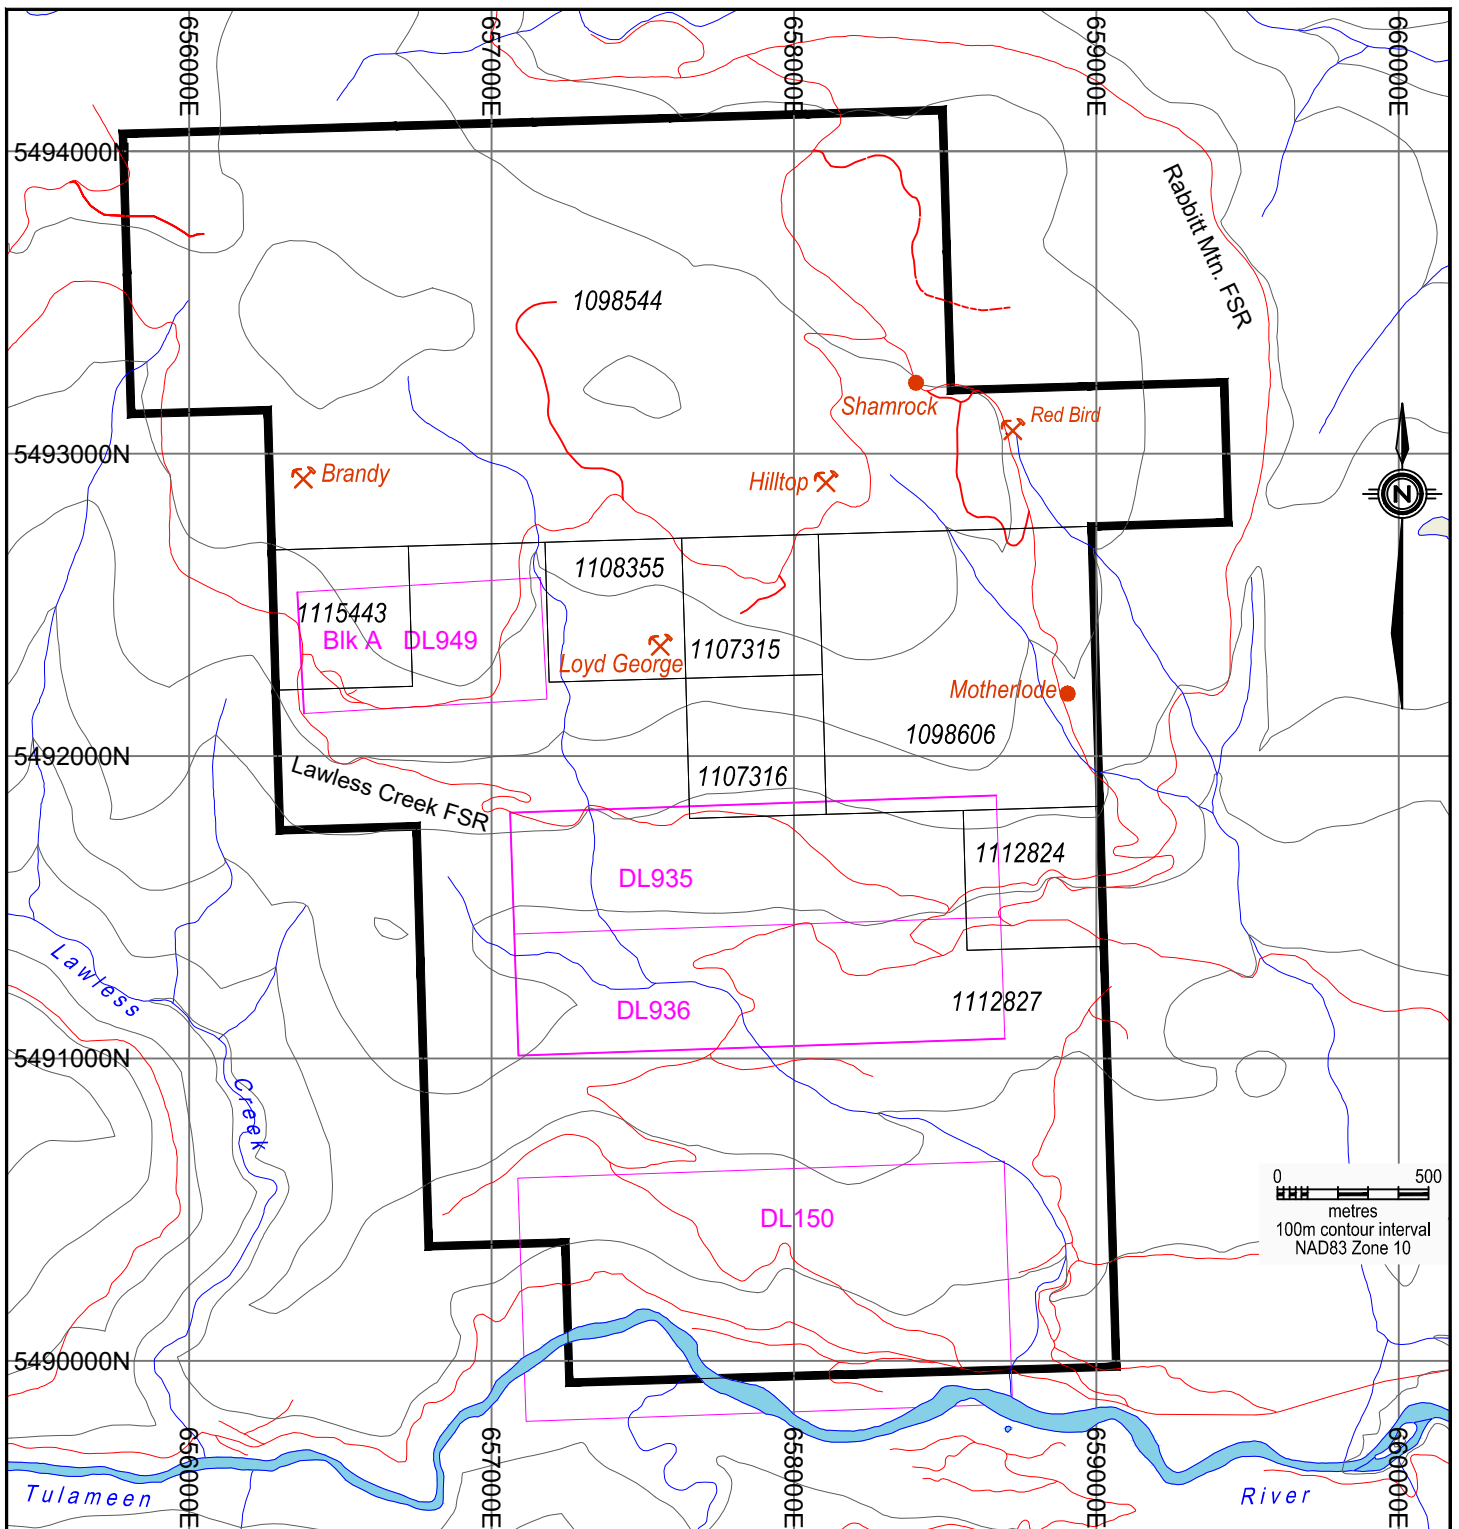 656000E
657000E
658000E
659000E
660000E
5494000N
Rabbitt Mtn. FSR
1098544
Shamrock
Red Bird
5493000N
Brandy
Hilltop
N
1108355
1115443
Blk A DL949
1107315
Loyd George
Motherlode
1098606
5492000N
Lawless Creek FSR
1107316
1112824
DL935
Lawless
1112827
DL936
5491000N
Creek
0 500
metres
100m contour interval
NAD83 Zone 10
DL150
5490000N
656000E
657000E
658000E
659000E
660000E
Tulameen
River